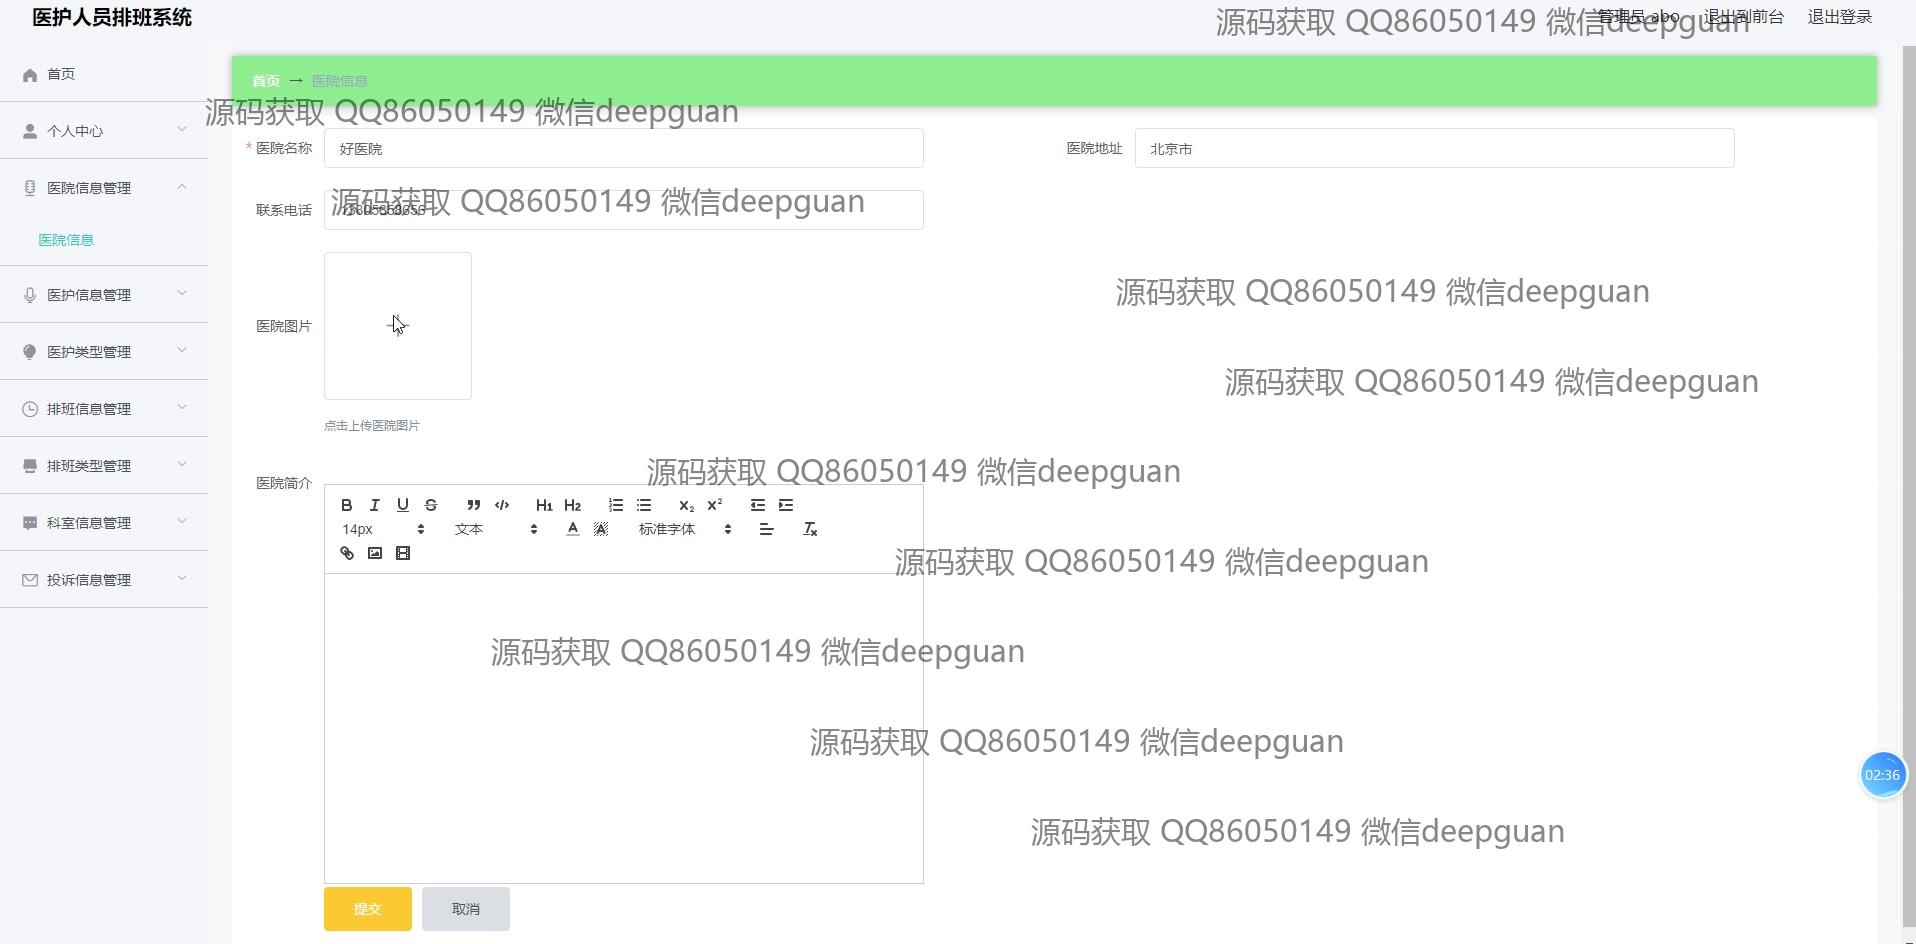 医护人员排班系统
源码获取 QQ86050149 微信deepguan
管理员 abo 退出到前台 退出登录
首页
个人中心
医院信息管理
医院信息
医护信息管理
医护类型管理
排班信息管理
排班类型管理
科室信息管理
投诉信息管理
首页 → 医院信息
源码获取 QQ86050149 微信deepguan
* 医院名称 好医院
医院地址 北京市
联系电话
源码获取 QQ86050149 微信deepguan
源码获取 QQ86050149 微信deepguan
医院图片
源码获取 QQ86050149 微信deepguan
点击上传医院图片
源码获取 QQ86050149 微信deepguan
医院简介
B I U S H1 H2 x₂ x²
14px 文本 A A 标准字体 Tx
源码获取 QQ86050149 微信deepguan
源码获取 QQ86050149 微信deepguan
源码获取 QQ86050149 微信deepguan
02:36
源码获取 QQ86050149 微信deepguan
提交 取消